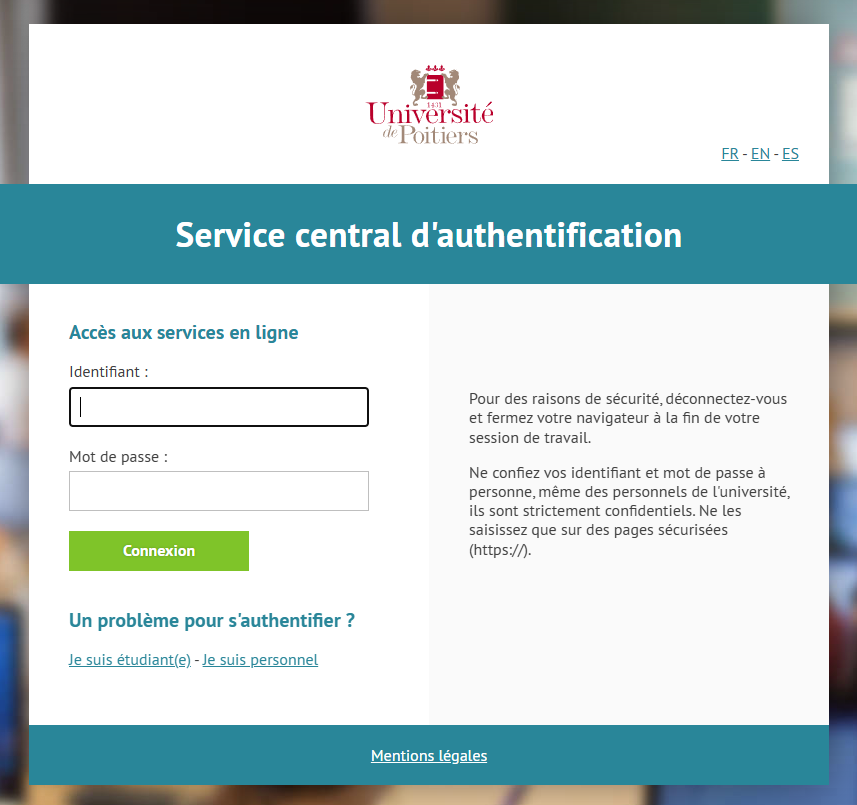 1431
Université
de Poitiers
FR - EN - ES
Service central d'authentification
Accès aux services en ligne
Identifiant :
Mot de passe :
Connexion
Un problème pour s'authentifier ?
Je suis étudiant(e) - Je suis personnel
Pour des raisons de sécurité, déconnectez-vous
et fermez votre navigateur à la fin de votre
session de travail.
Ne confiez vos identifiant et mot de passe à
personne, même des personnels de l'université,
ils sont strictement confidentiels. Ne les
saisissez que sur des pages sécurisées
(https://).
Mentions légales